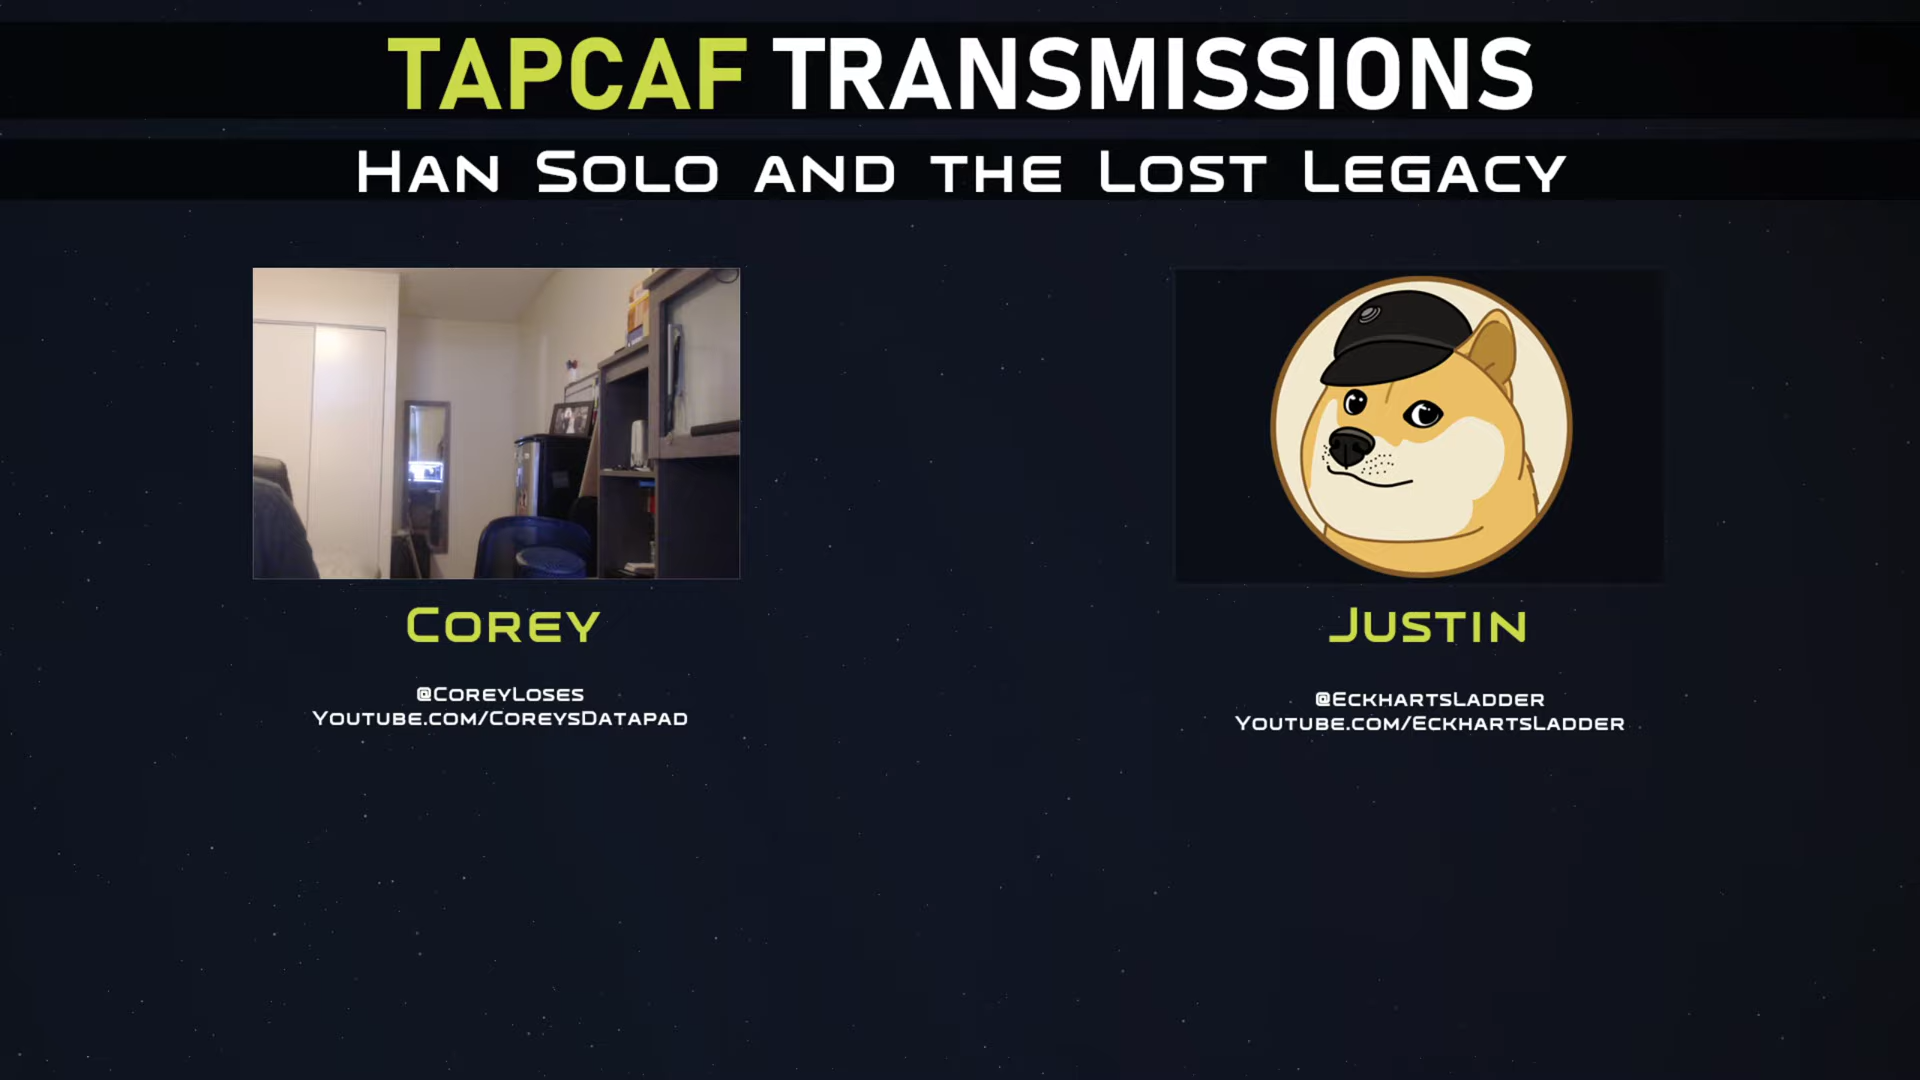 TAPCAF TRANSMISSIONS
Han Solo and the Lost Legacy
Corey
@CoreyLoses
Youtube.com/CoreysDatapad
Justin
@EckhartsLadder
Youtube.com/EckhartsLadder